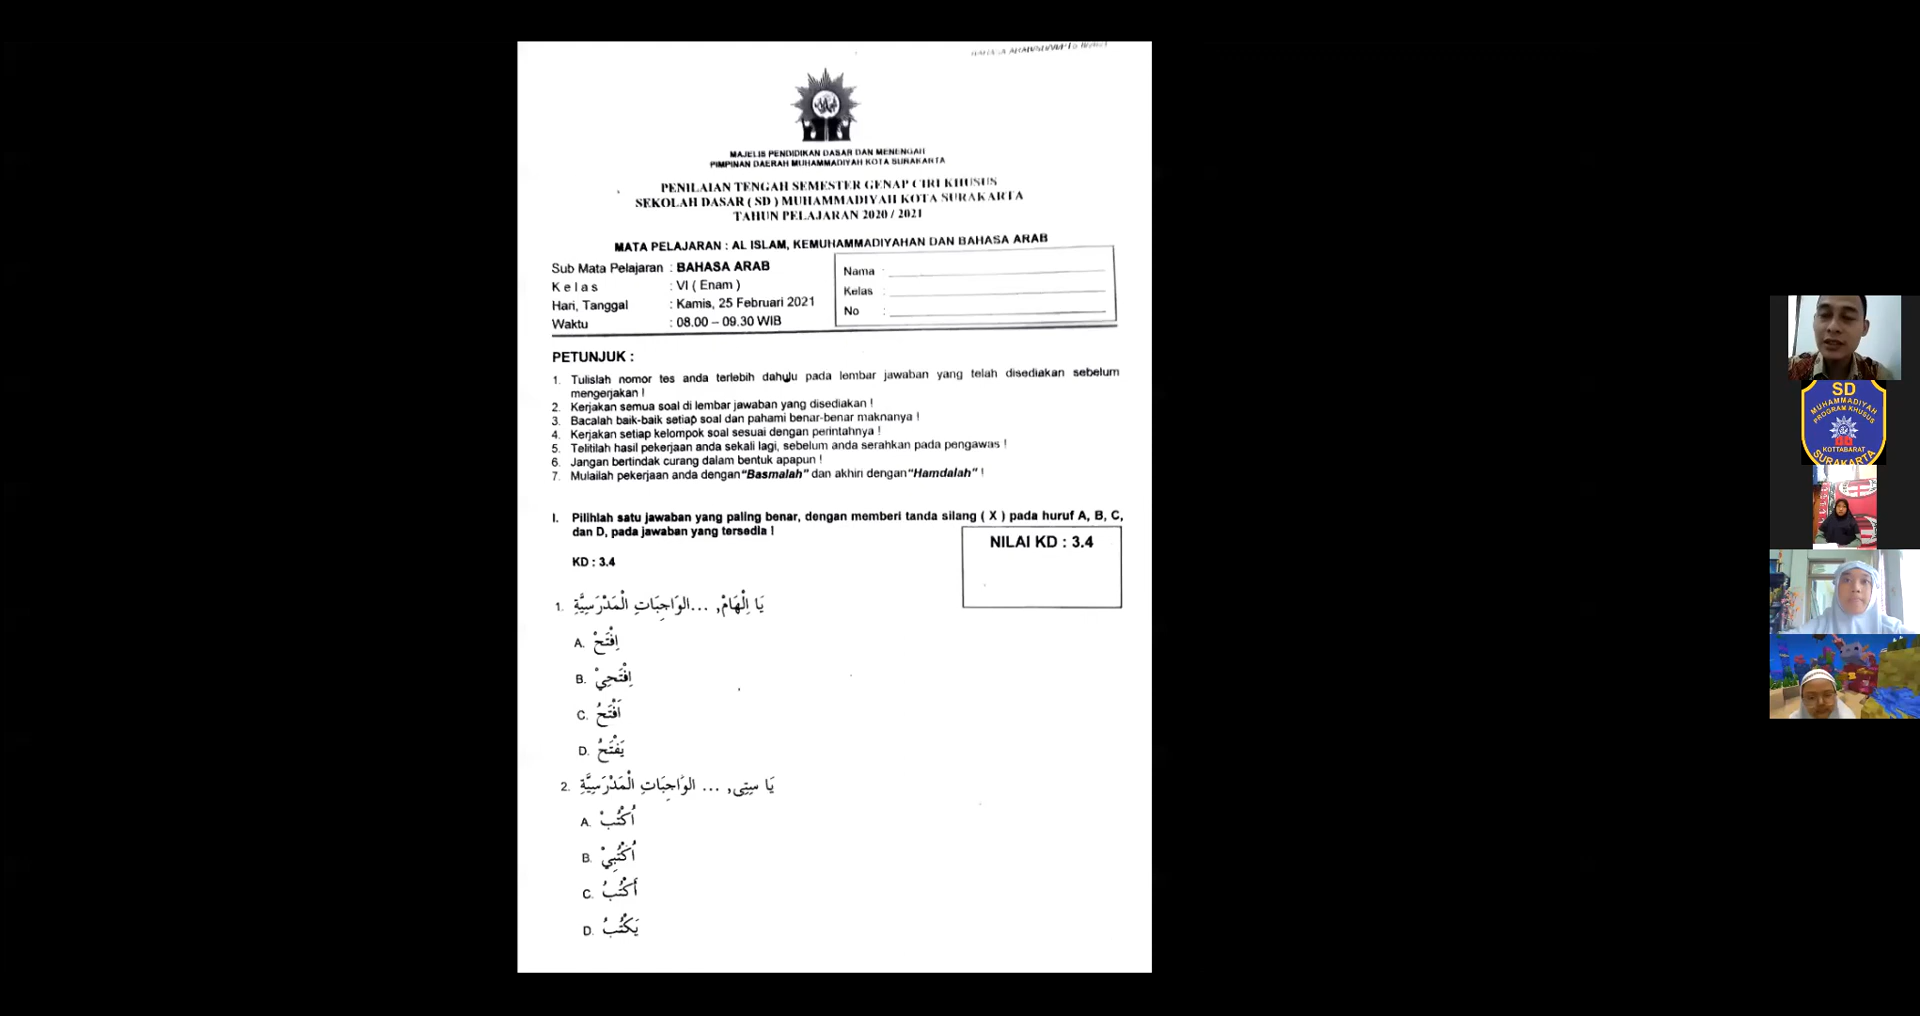 MAJELIS PENDIDIKAN DASAR DAN MENENGAH
PIMPINAN DAERAH MUHAMMADIYAH KOTA SURAKARTA
PENILAIAN TENGAH SEMESTER GENAP CIRI KHUSUS
SEKOLAH DASAR ( SD ) MUHAMMADIYAH KOTA SURAKARTA
TAHUN PELAJARAN 2020 / 2021
MATA PELAJARAN : AL ISLAM, KEMUHAMMADIYAHAN DAN BAHASA ARAB
Sub Mata Pelajaran : BAHASA ARAB
K e l a s : VI ( Enam )
Hari, Tanggal : Kamis, 25 Februari 2021
Waktu : 08.00 – 09.30 WIB
Nama :
Kelas :
No :
PETUNJUK :
1. Tulislah nomor tes anda terlebih dahulu pada lembar jawaban yang telah disediakan sebelum
mengerjakan !
2. Kerjakan semua soal di lembar jawaban yang disediakan !
3. Bacalah baik-baik setiap soal dan pahami benar-benar maknanya !
4. Kerjakan setiap kelompok soal sesuai dengan perintahnya !
5. Telitilah hasil pekerjaan anda sekali lagi, sebelum anda serahkan pada pengawas !
6. Jangan bertindak curang dalam bentuk apapun !
7. Mulailah pekerjaan anda dengan "Basmalah" dan akhiri dengan "Hamdalah" !
I. Pilihlah satu jawaban yang paling benar, dengan memberi tanda silang ( X ) pada huruf A, B, C,
dan D, pada jawaban yang tersedia !
NILAI KD : 3.4
KD : 3.4
1. يَا اِلْهَامْ, ...الوَاجِبَاتِ الْمَدْرَسِيَّةِ
A. اِفْتَحْ
B. اِفْتَحِيْ
C. اَفْتَحُ
D. يَفْتَحُ
2. يَا سِتِى, ... الوَاجِبَاتِ الْمَدْرَسِيَّةِ
A. اُكْتُبْ
B. اُكْتُبِيْ
C. أَكْتُبُ
D. يَكْتُبُ
SD
MUHAMMADIYAH
PROGRAM KHUSUS
KOTTABARAT
SURAKARTA